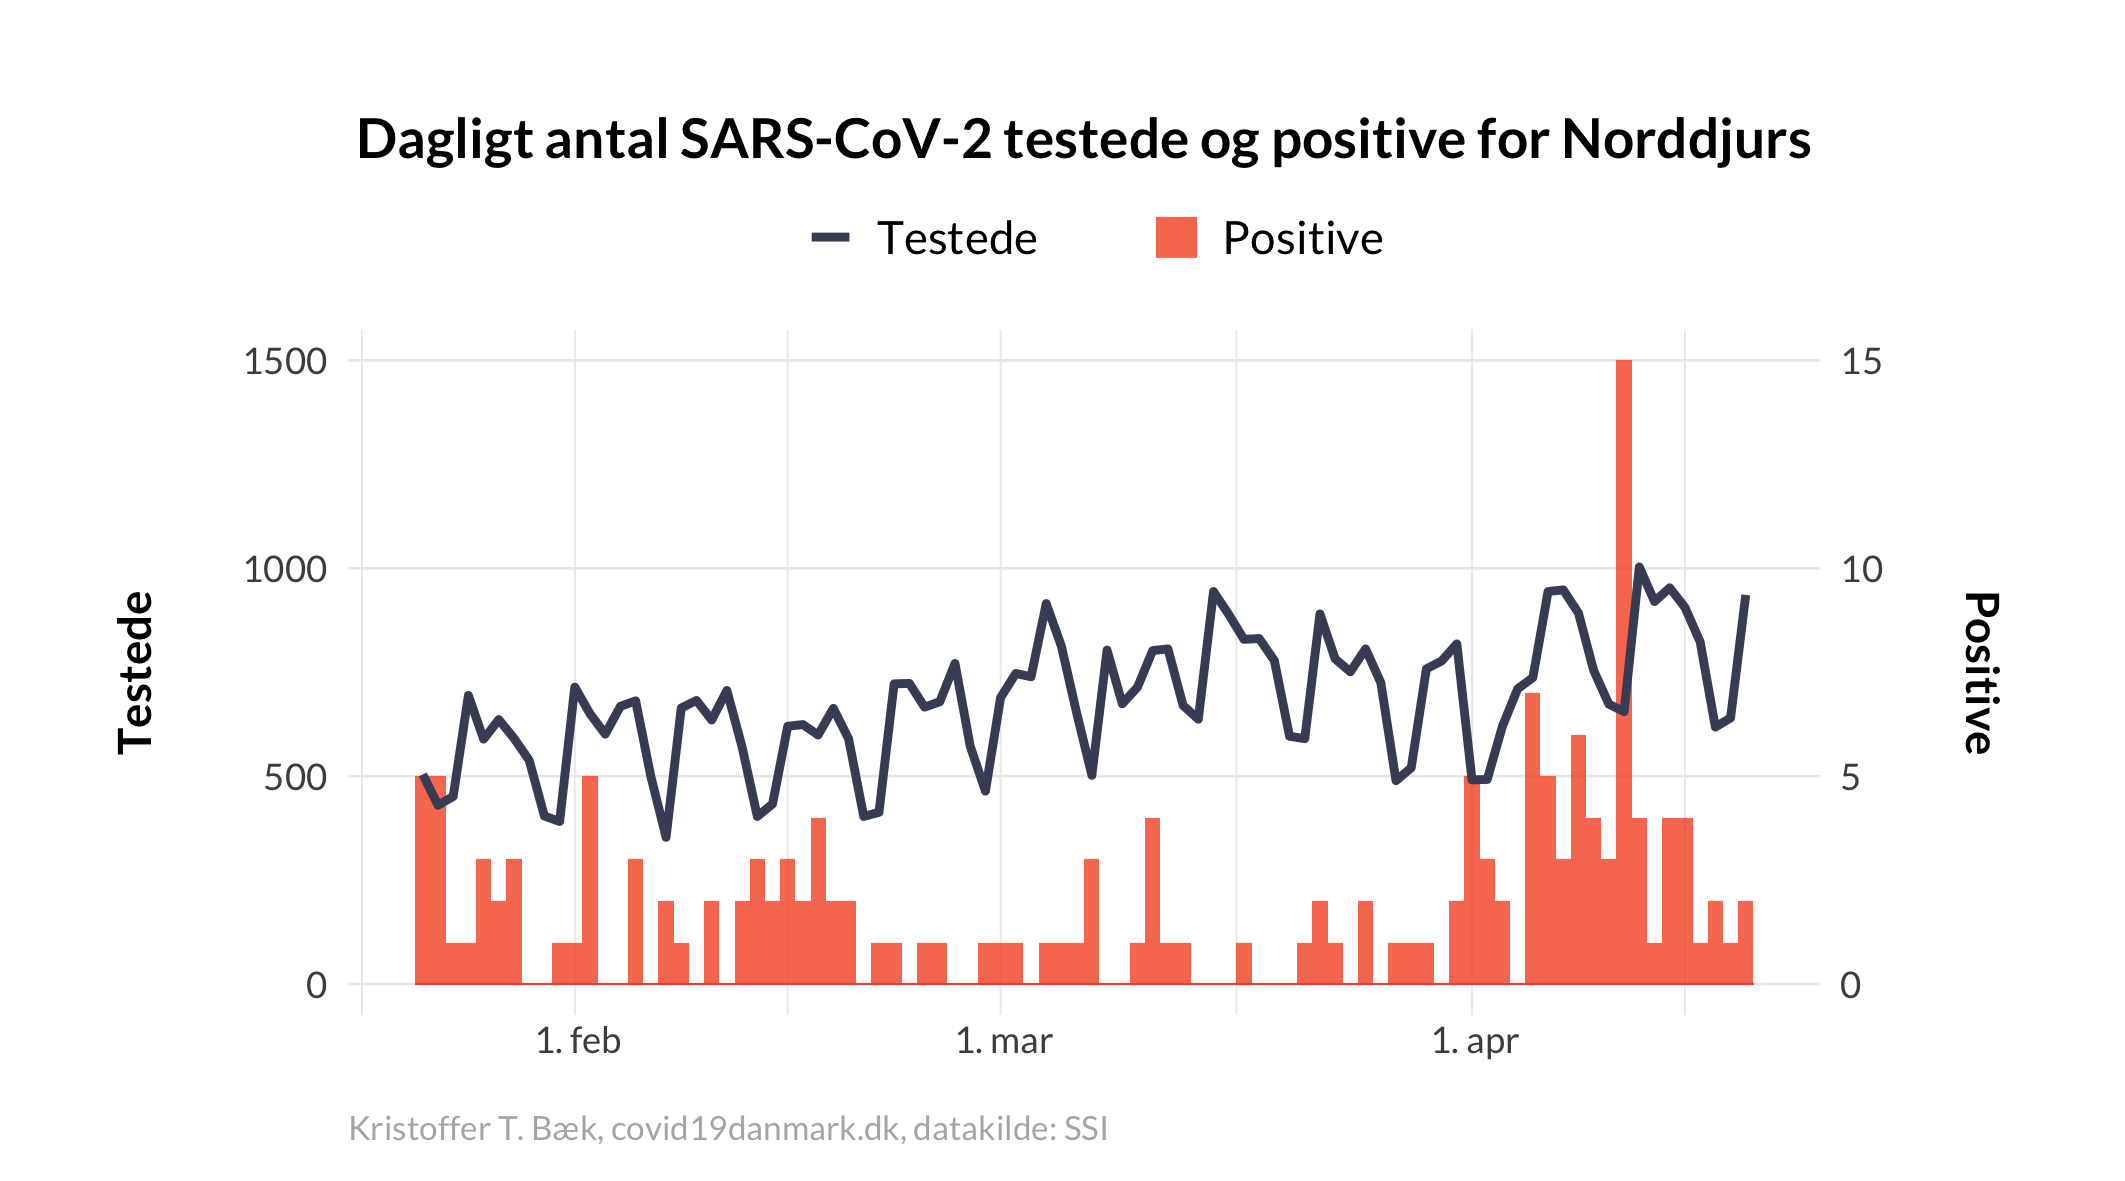 Dagligt antal SARS-CoV-2 testede og positive for Norddjurs
Testede Positive
1500 15
1000 10
500 5
0 0
Testede
Positive
1. feb 1. mar 1. apr
Kristoffer T. Bæk, covid19danmark.dk, datakilde: SSI